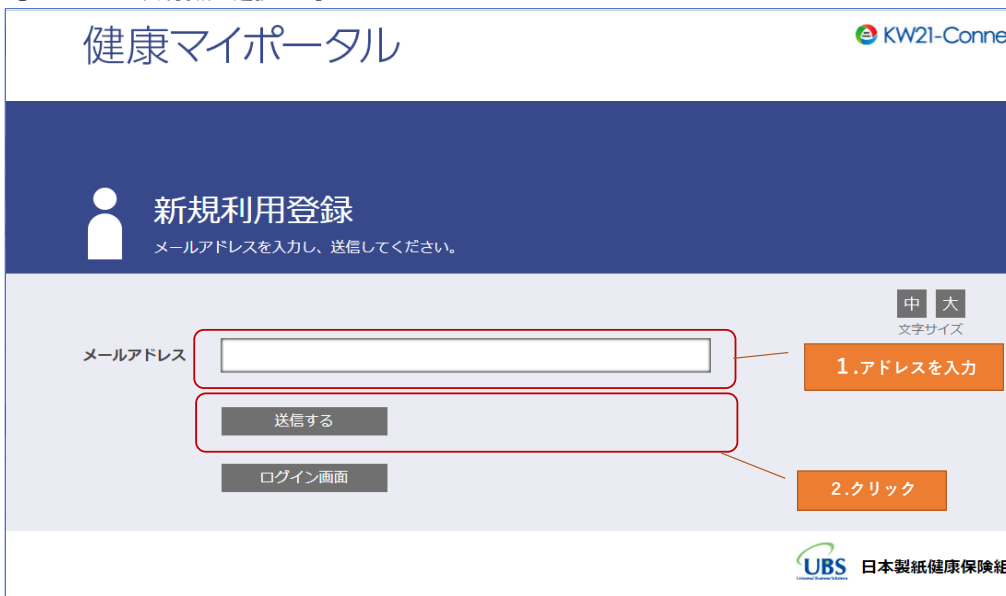 健康マイポータル
KW21-Conne
新規利用登録
メールアドレスを入力し、送信してください。
中 大
文字サイズ
メールアドレス
1.アドレスを入力
送信する
ログイン画面
2.クリック
UBS 日本製紙健康保険組